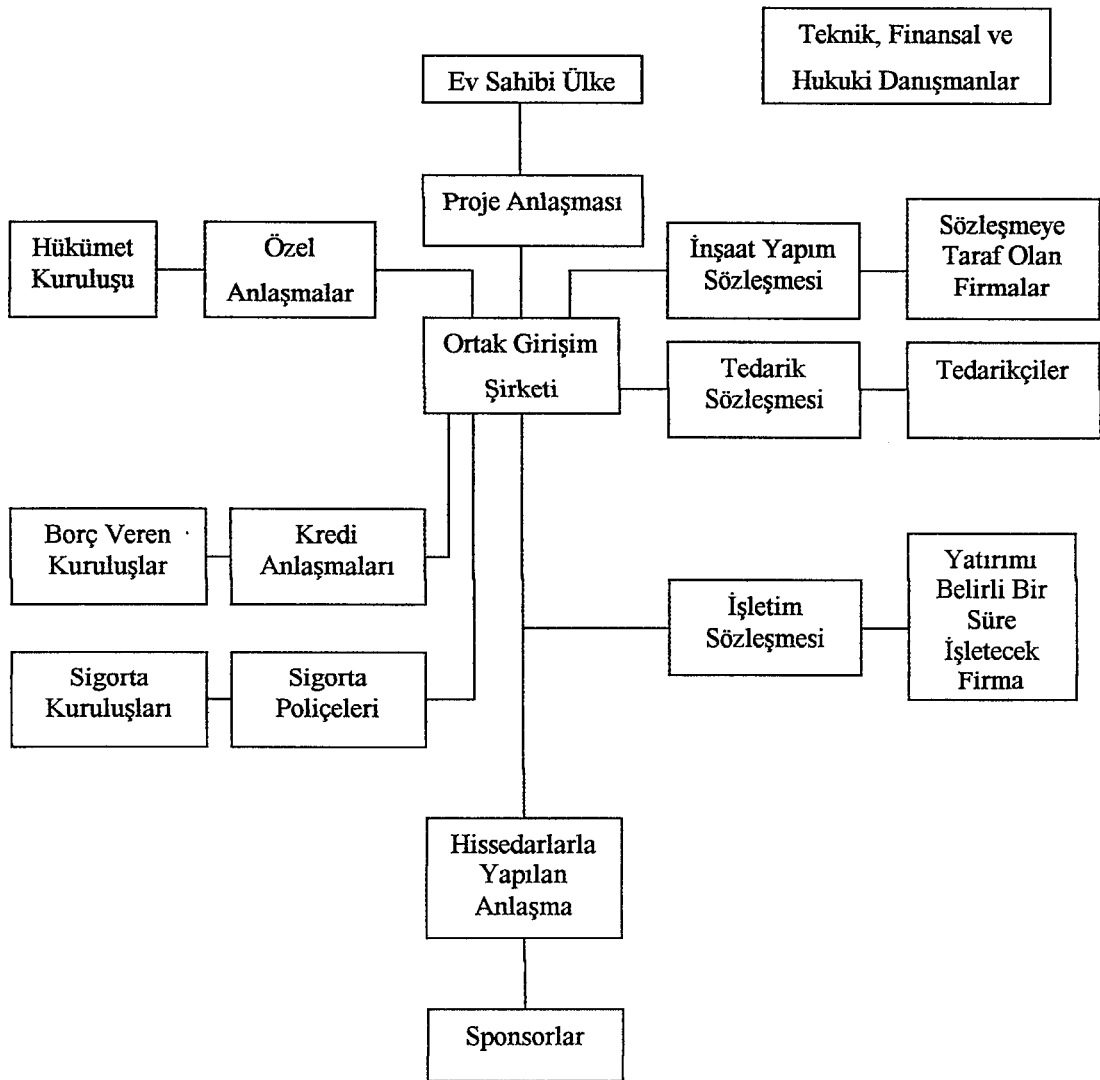 Teknik, Finansal ve
Hukuki Danışmanlar
Ev Sahibi Ülke
Proje Anlaşması
Hükümet
Kuruluşu
Özel
Anlaşmalar
İnşaat Yapım
Sözleşmesi
Sözleşmeye
Taraf Olan
Firmalar
Ortak Girişim
Şirketi
Tedarik
Sözleşmesi
Tedarikçiler
Borç Veren
Kuruluşlar
Kredi
Anlaşmaları
İşletim
Sözleşmesi
Yatırımı
Belirli Bir
Süre
İşletecek
Firma
Sigorta
Kuruluşları
Sigorta
Poliçeleri
Hissedarlarla
Yapılan
Anlaşma
Sponsorlar